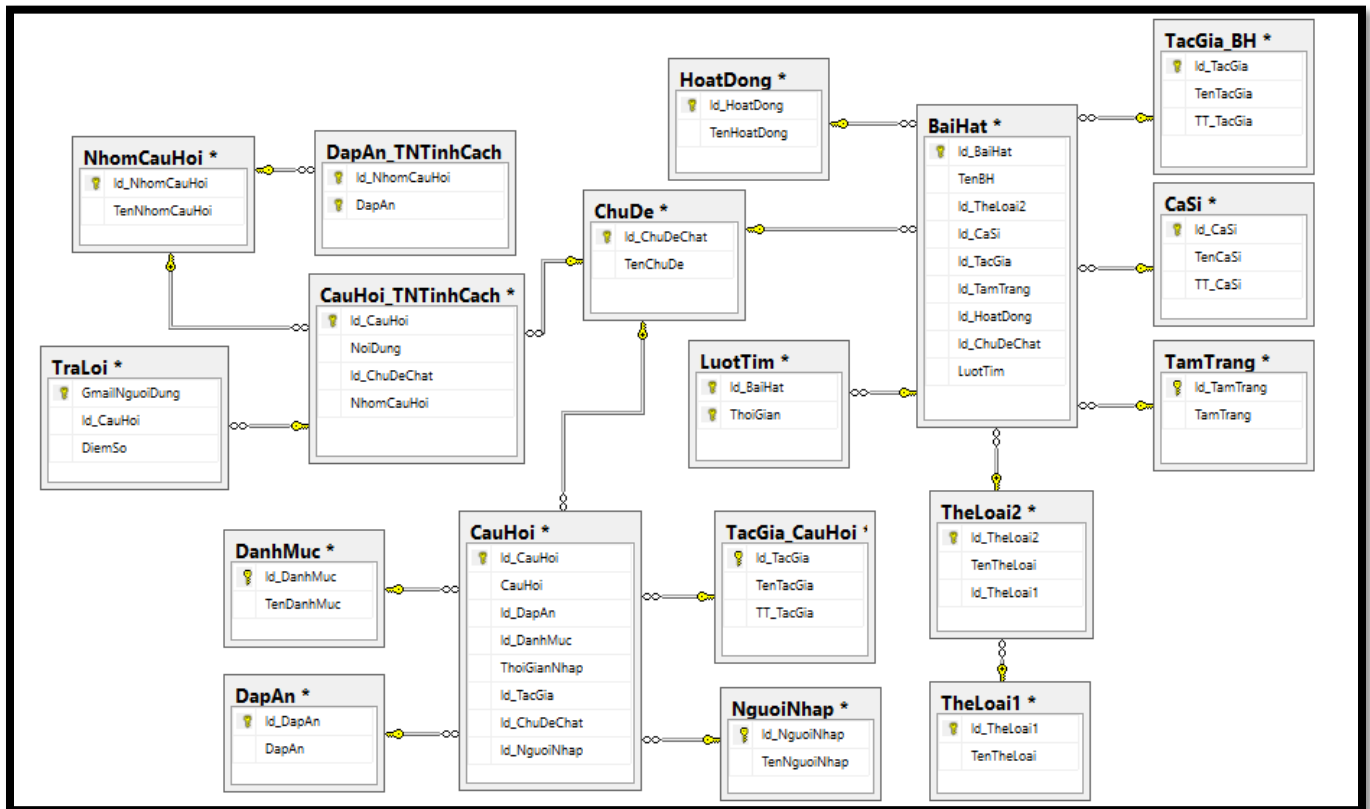 TacGia_BH *
Id_TacGia
TenTacGia
TT_TacGia
HoatDong *
Id_HoatDong
TenHoatDong
BaiHat *
Id_BaiHat
TenBH
Id_TheLoai2
Id_CaSi
Id_TacGia
Id_TamTrang
Id_HoatDong
Id_ChuDeChat
LuotTim
NhomCauHoi *
Id_NhomCauHoi
TenNhomCauHoi
DapAn_TNTinhCach
Id_NhomCauHoi
DapAn
ChuDe *
Id_ChuDeChat
TenChuDe
CaSi *
Id_CaSi
TenCaSi
TT_CaSi
CauHoi_TNTinhCach *
Id_CauHoi
NoiDung
Id_ChuDeChat
NhomCauHoi
TraLoi *
GmailNguoiDung
Id_CauHoi
DiemSo
LuotTim *
Id_BaiHat
ThoiGian
TamTrang *
Id_TamTrang
TamTrang
DanhMuc *
Id_DanhMuc
TenDanhMuc
CauHoi *
Id_CauHoi
CauHoi
Id_DapAn
Id_DanhMuc
ThoiGianNhap
Id_TacGia
Id_ChuDeChat
Id_NguoiNhap
TacGia_CauHoi *
Id_TacGia
TenTacGia
TT_TacGia
TheLoai2 *
Id_TheLoai2
TenTheLoai
Id_TheLoai1
DapAn *
Id_DapAn
DapAn
NguoiNhap *
Id_NguoiNhap
TenNguoiNhap
TheLoai1 *
Id_TheLoai1
TenTheLoai